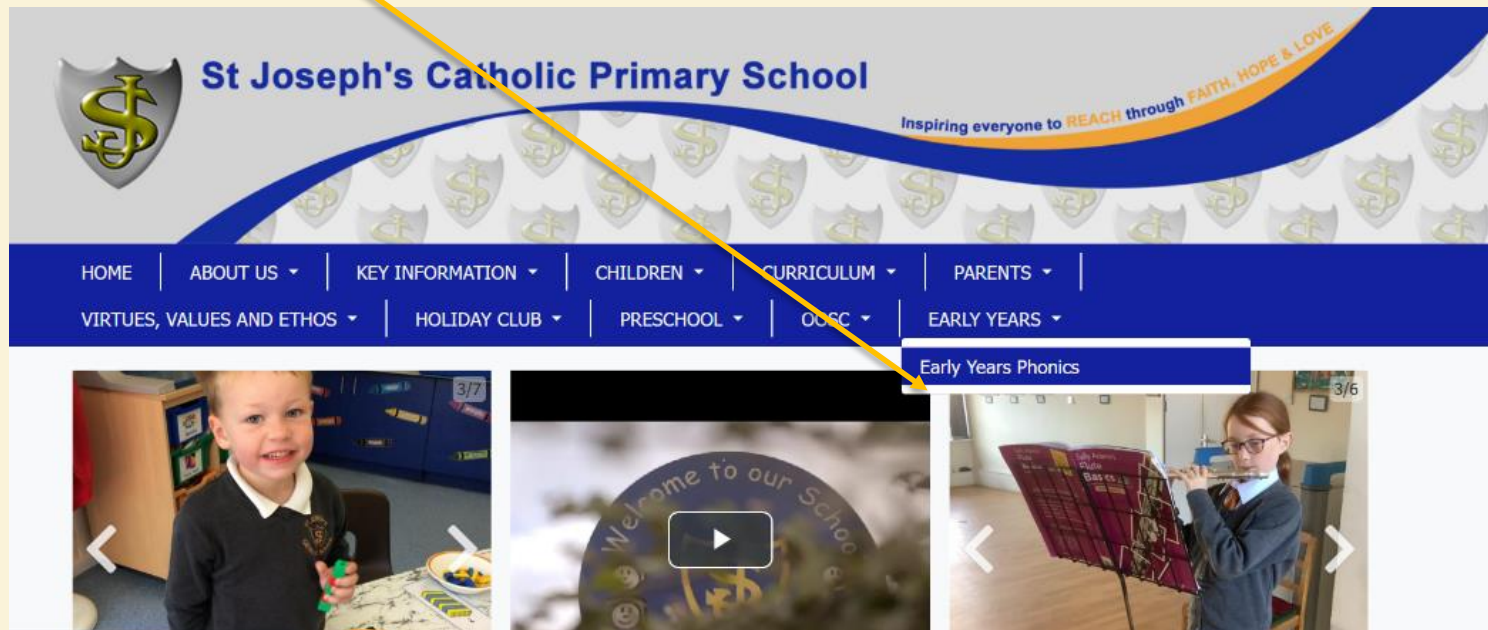 St Joseph's Catholic Primary School
Inspiring everyone to REACH through FAITH, HOPE & LOVE
HOME ABOUT US KEY INFORMATION CHILDREN CURRICULUM PARENTS
VIRTUES, VALUES AND ETHOS HOLIDAY CLUB PRESCHOOL OOSC EARLY YEARS
Early Years Phonics
3/7
3/6
Welcome to our School
Flute
Basics